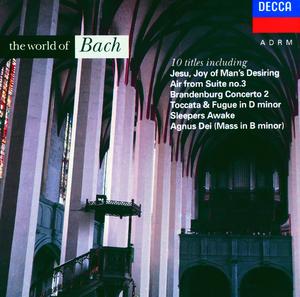 DECCA
ADRM
the world of Bach
10 titles including
Jesu, Joy of Man's Desiring
Air from Suite no.3
Brandenburg Concerto 2
Toccata & Fugue in D minor
Sleepers Awake
Agnus Dei (Mass in B minor)